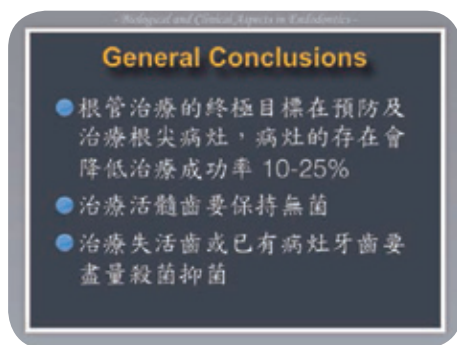 - Biological and Clinical Aspects in Endodontics-
General Conclusions
根管治療的終極目標在預防及
治療根尖病灶，病灶的存在會
降低治療成功率 10-25%
治療活髓齒要保持無菌
治療失活齒或已有病灶牙齒要
盡量殺菌抑菌